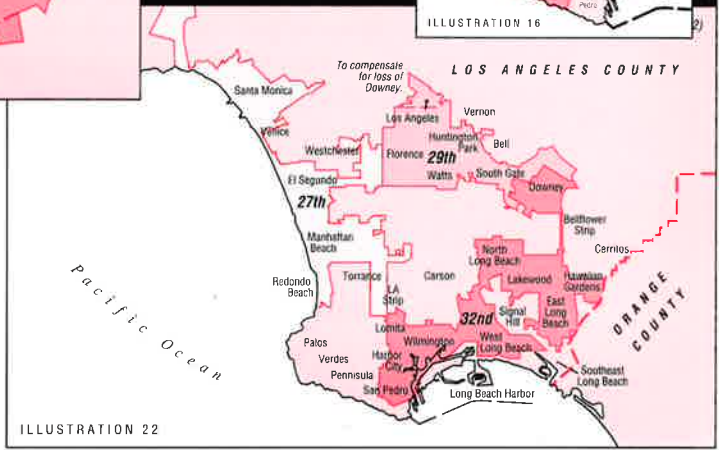 Pedro
ILLUSTRATION 16
2)
To compensate
for loss of
Downey.
LOS ANGELES COUNTY
Santa Monica
Los Angeles
Vernon
Venice
Huntington
Park
Bell
Westchester
Florence
29th
Watts
South Gate
El Segundo
Downey
27th
Bellflower
Strip
Manhattan
Beach
North
Long Beach
Cerritos
Redondo
Beach
Torrance
LA
Strip
Carson
Lakewood
Hawaiian
Gardens
East
Long
Beach
ORANGE
COUNTY
Pacific Ocean
Signal
Hill
32nd
Lomita
Wilmington
West
Long Beach
Palos
Verdes
Pennisula
Harbor
City
San Pedro
Southeast
Long Beach
Long Beach Harbor
ILLUSTRATION 22